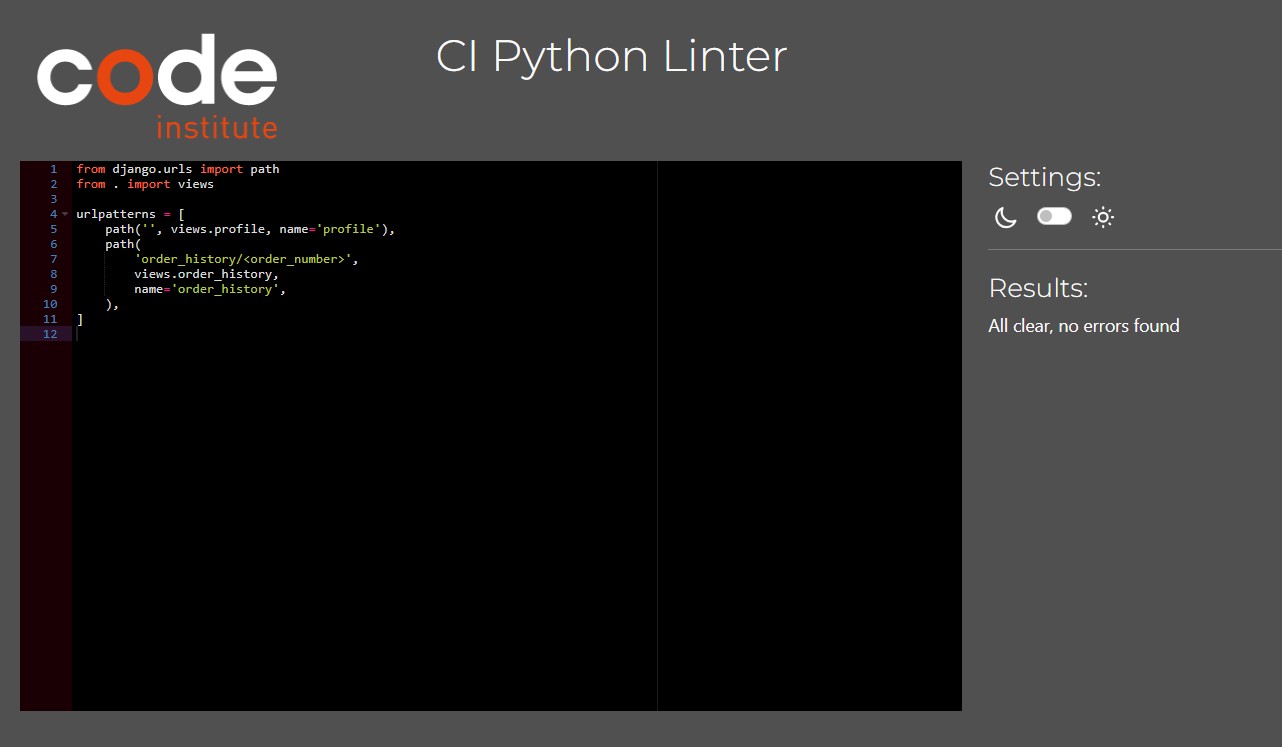 code
institute
CI Python Linter
1 from django.urls import path
2 from . import views
3
4 urlpatterns = [
5     path('', views.profile, name='profile'),
6     path(
7         'order_history/<order_number>',
8         views.order_history,
9         name='order_history',
10     ),
11 ]
12
Settings:
Results:
All clear, no errors found